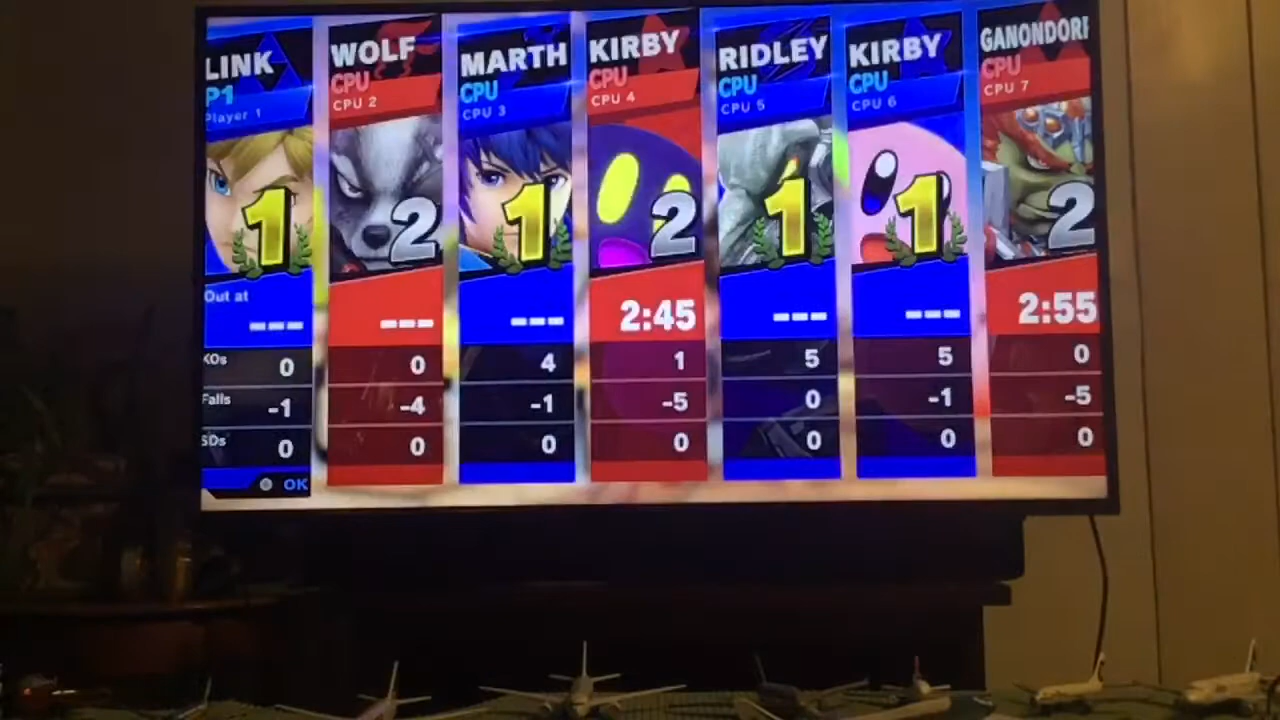 LINK
P1
Player 1
1
Out at
---
KOs 0
Falls -1
SDs 0
OK
WOLF
CPU
CPU 2
2
---
0
-4
0
MARTH
CPU
CPU 3
1
---
4
-1
0
KIRBY
CPU
CPU 4
2
2:45
1
-5
0
RIDLEY
CPU
CPU 5
1
---
5
0
0
KIRBY
CPU
CPU 6
1
---
5
-1
0
GANONDORF
CPU
CPU 7
2
2:55
0
-5
0